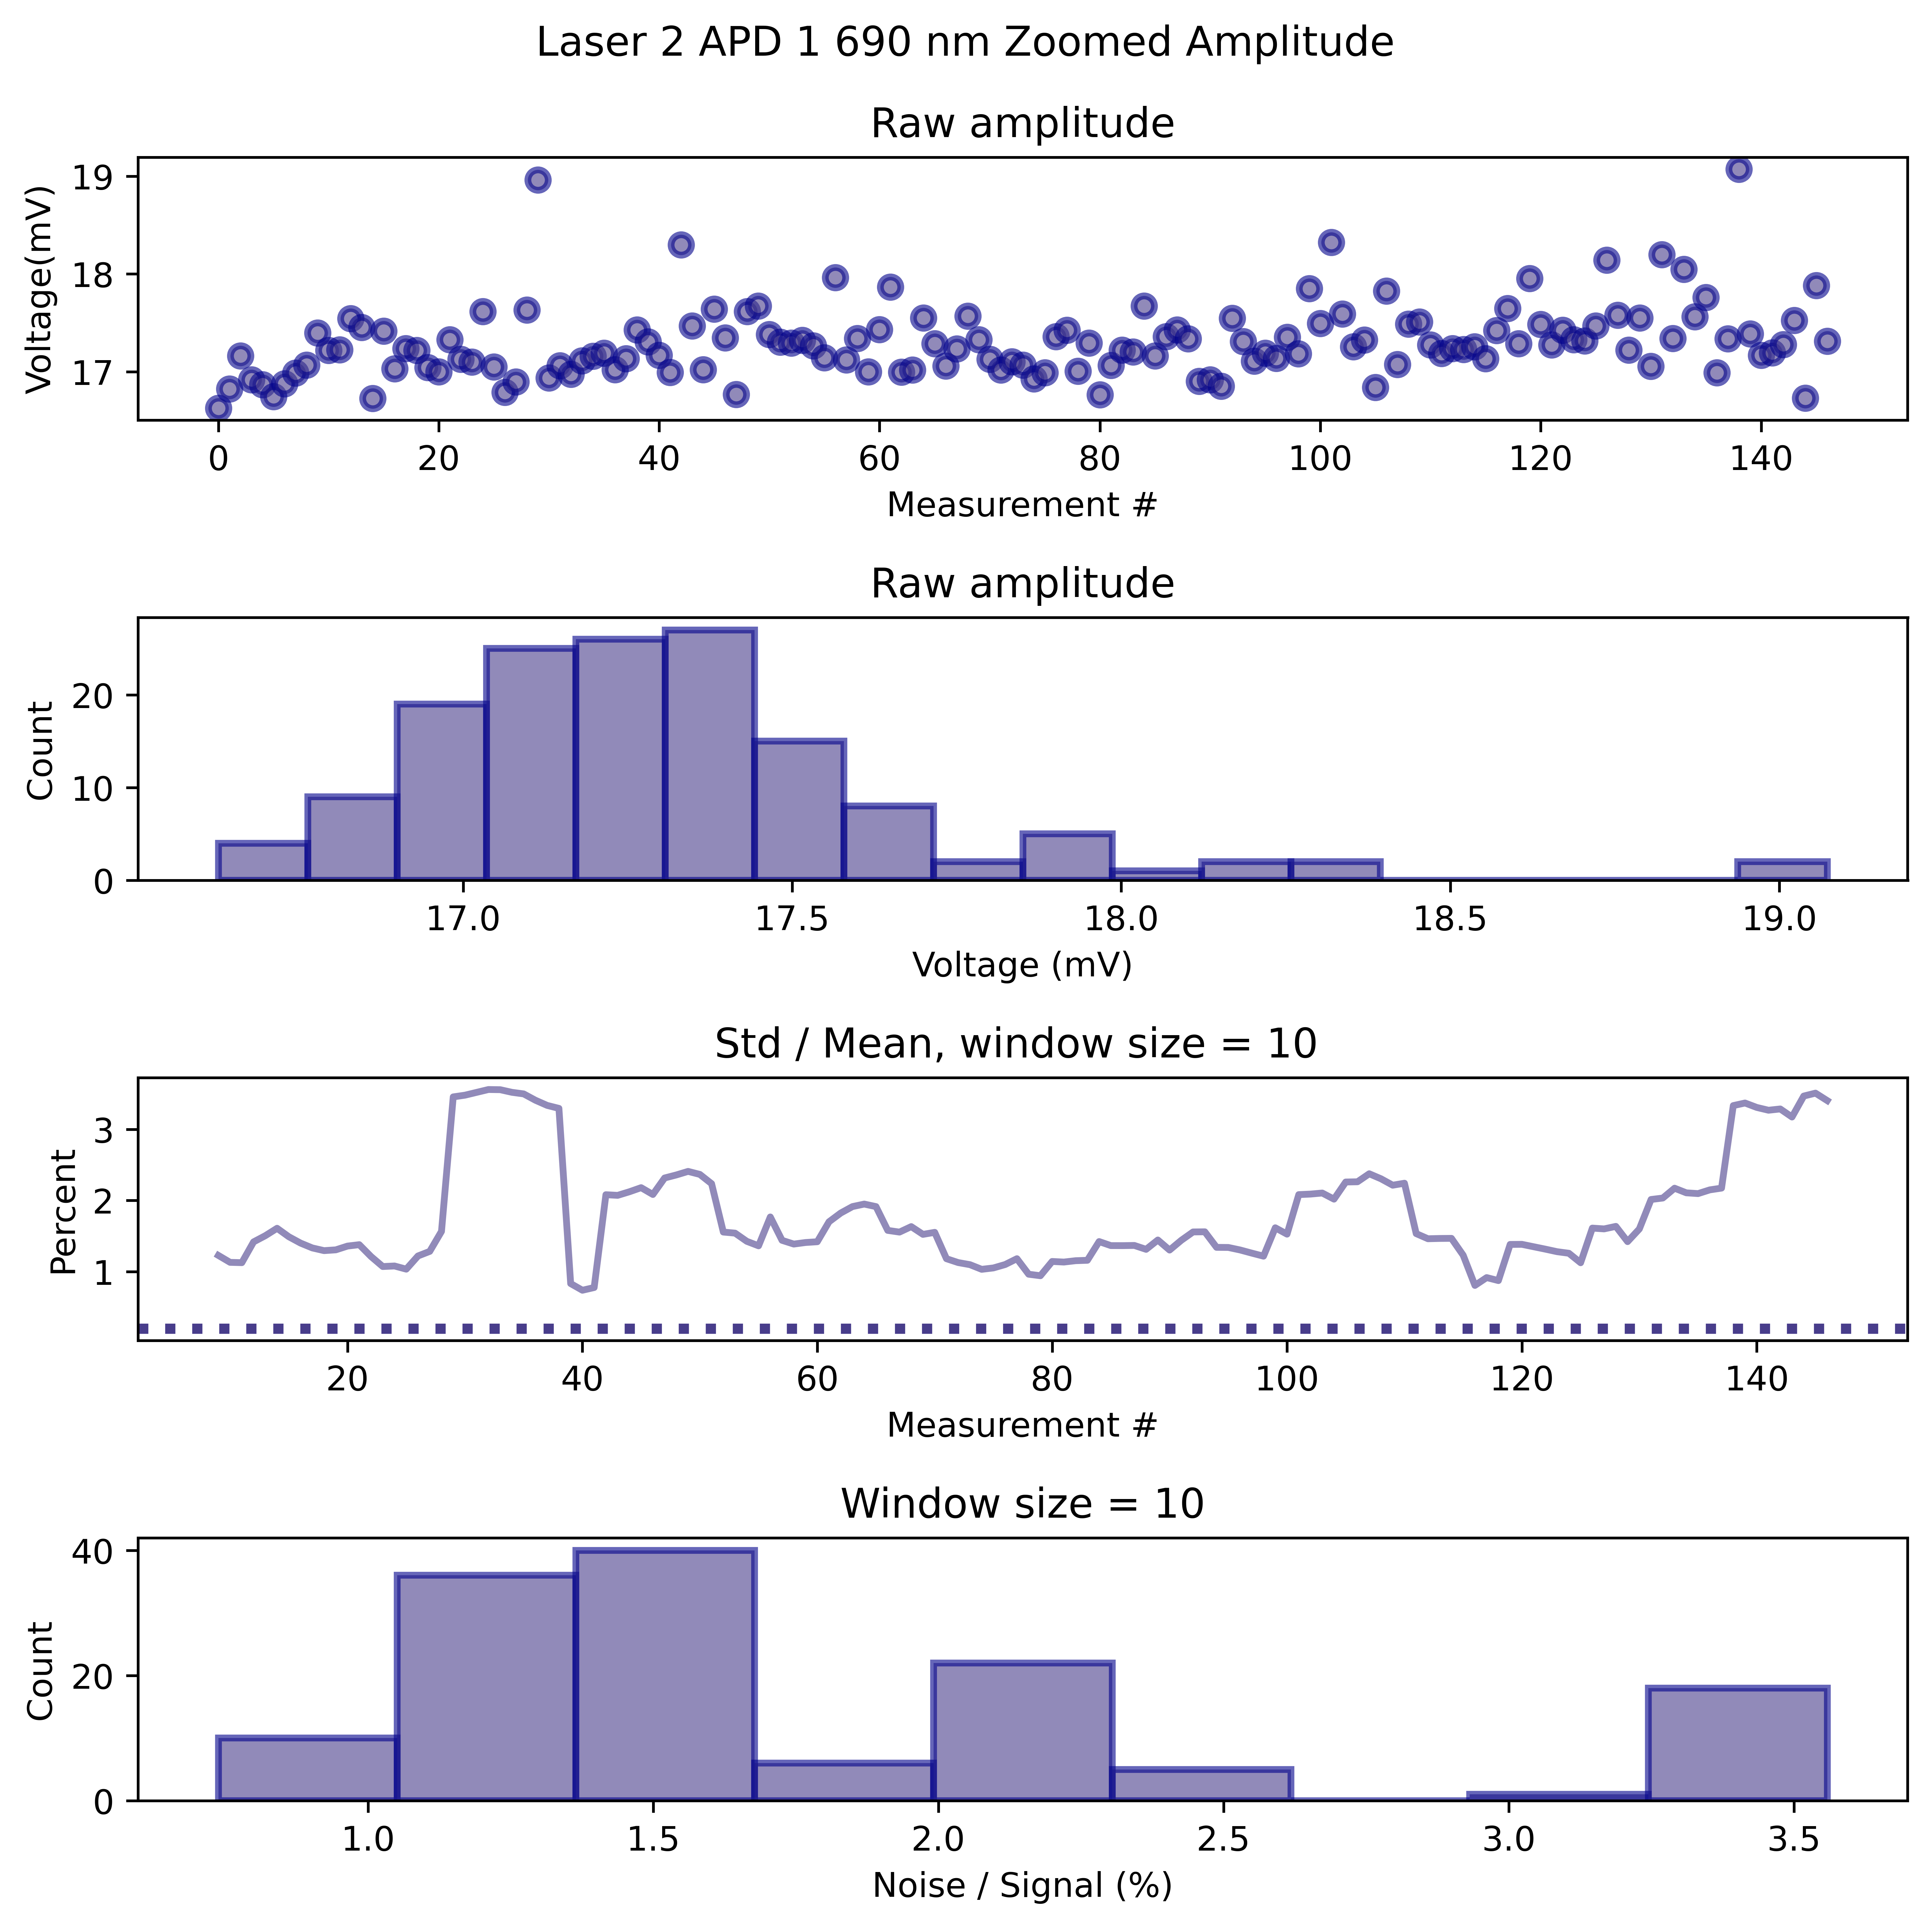 Laser 2 APD 1 690 nm Zoomed Amplitude
Raw amplitude
Voltage(mV)
19
18
17
0 20 40 60 80 100 120 140
Measurement #
Raw amplitude
Count
20
10
0
17.0 17.5 18.0 18.5 19.0
Voltage (mV)
Std / Mean, window size = 10
Percent
3
2
1
20 40 60 80 100 120 140
Measurement #
Window size = 10
Count
40
20
0
1.0 1.5 2.0 2.5 3.0 3.5
Noise / Signal (%)